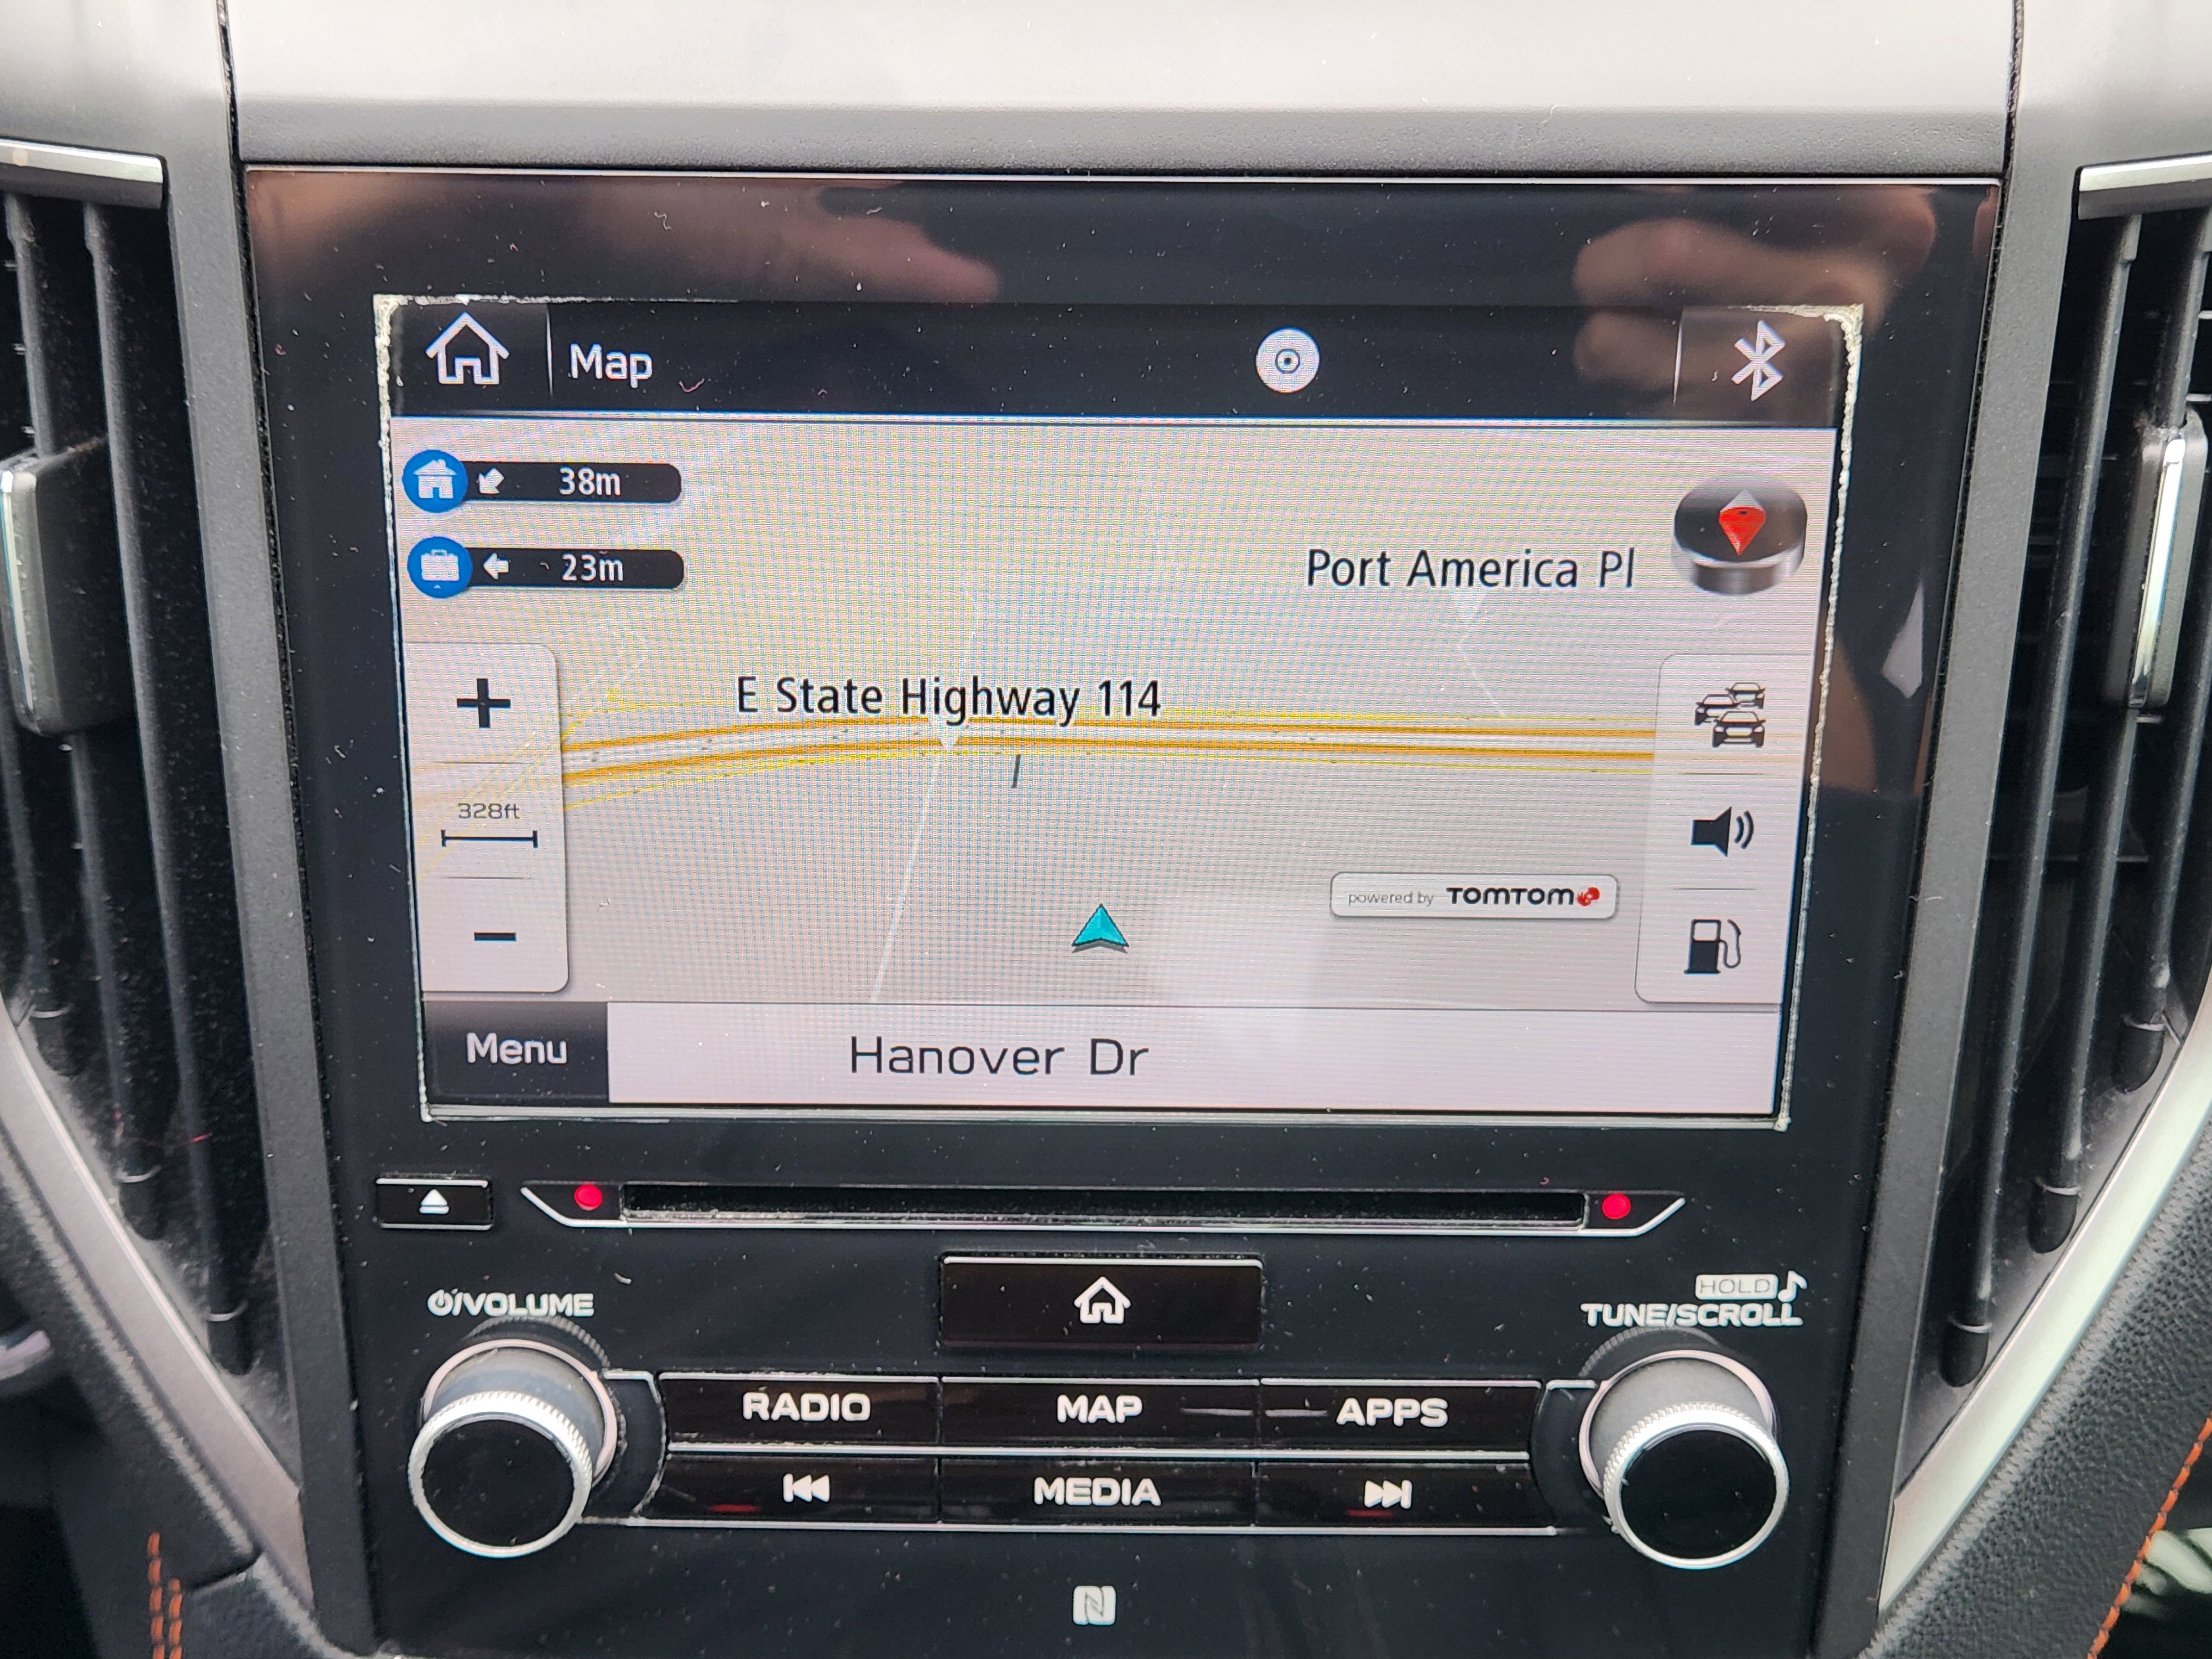 Map
38m
23m
Port America Pl
E State Highway 114
328ft
powered by TOMTOM
Menu
Hanover Dr
HOLD
/VOLUME
TUNE/SCROLL
RADIO
MAP
APPS
MEDIA